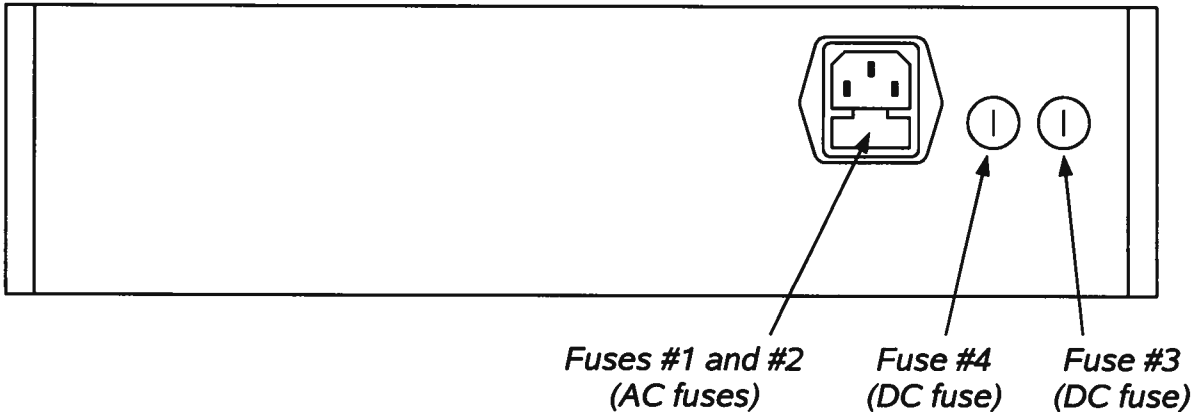 Fuses #1 and #2
(AC fuses)
Fuse #4
(DC fuse)
Fuse #3
(DC fuse)